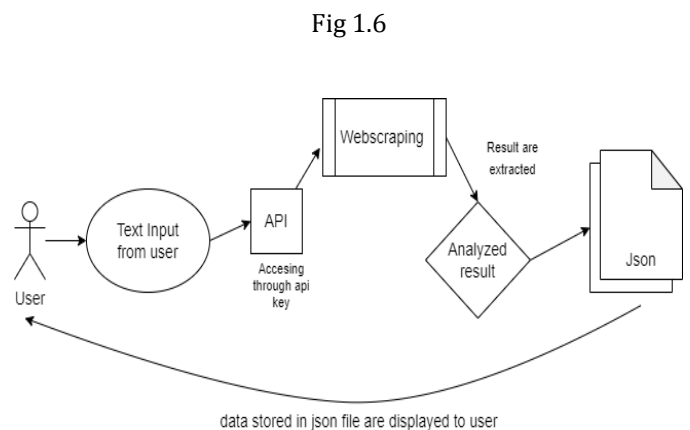 Fig 1.6
Webscraping
Result are
extracted
Text Input
from user
API
Analyzed
result
Json
Accesing
through api
key
User
data stored in json file are displayed to user